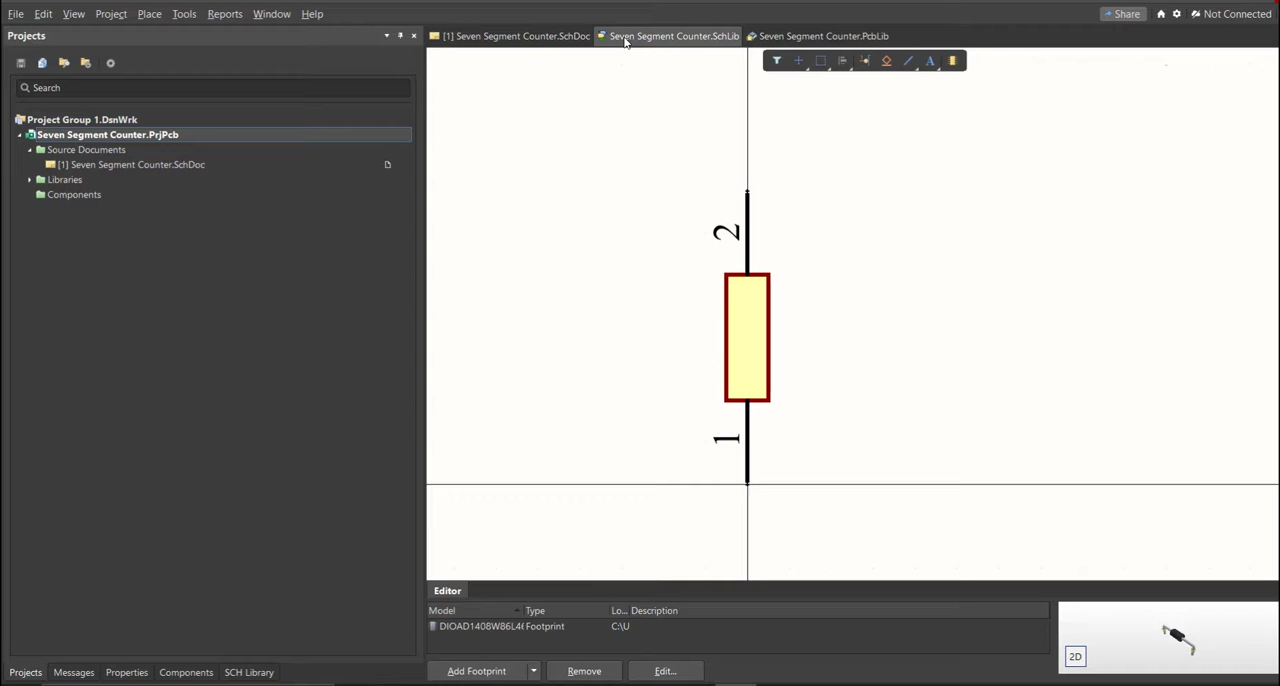 File Edit View Project Place Tools Reports Window Help Share Not Connected
Projects
[1] Seven Segment Counter.SchDoc Seven Segment Counter.SchLib Seven Segment Counter.PcbLib
Search
A
Project Group 1.DsnWrk
Seven Segment Counter.PrjPcb
Source Documents
[1] Seven Segment Counter.SchDoc
Libraries
Components
2
1
Editor
Model Type Lo... Description
DIOAD1408W86L46 Footprint C:\U
2D
Add Footprint Remove Edit...
Projects Messages Properties Components SCH Library